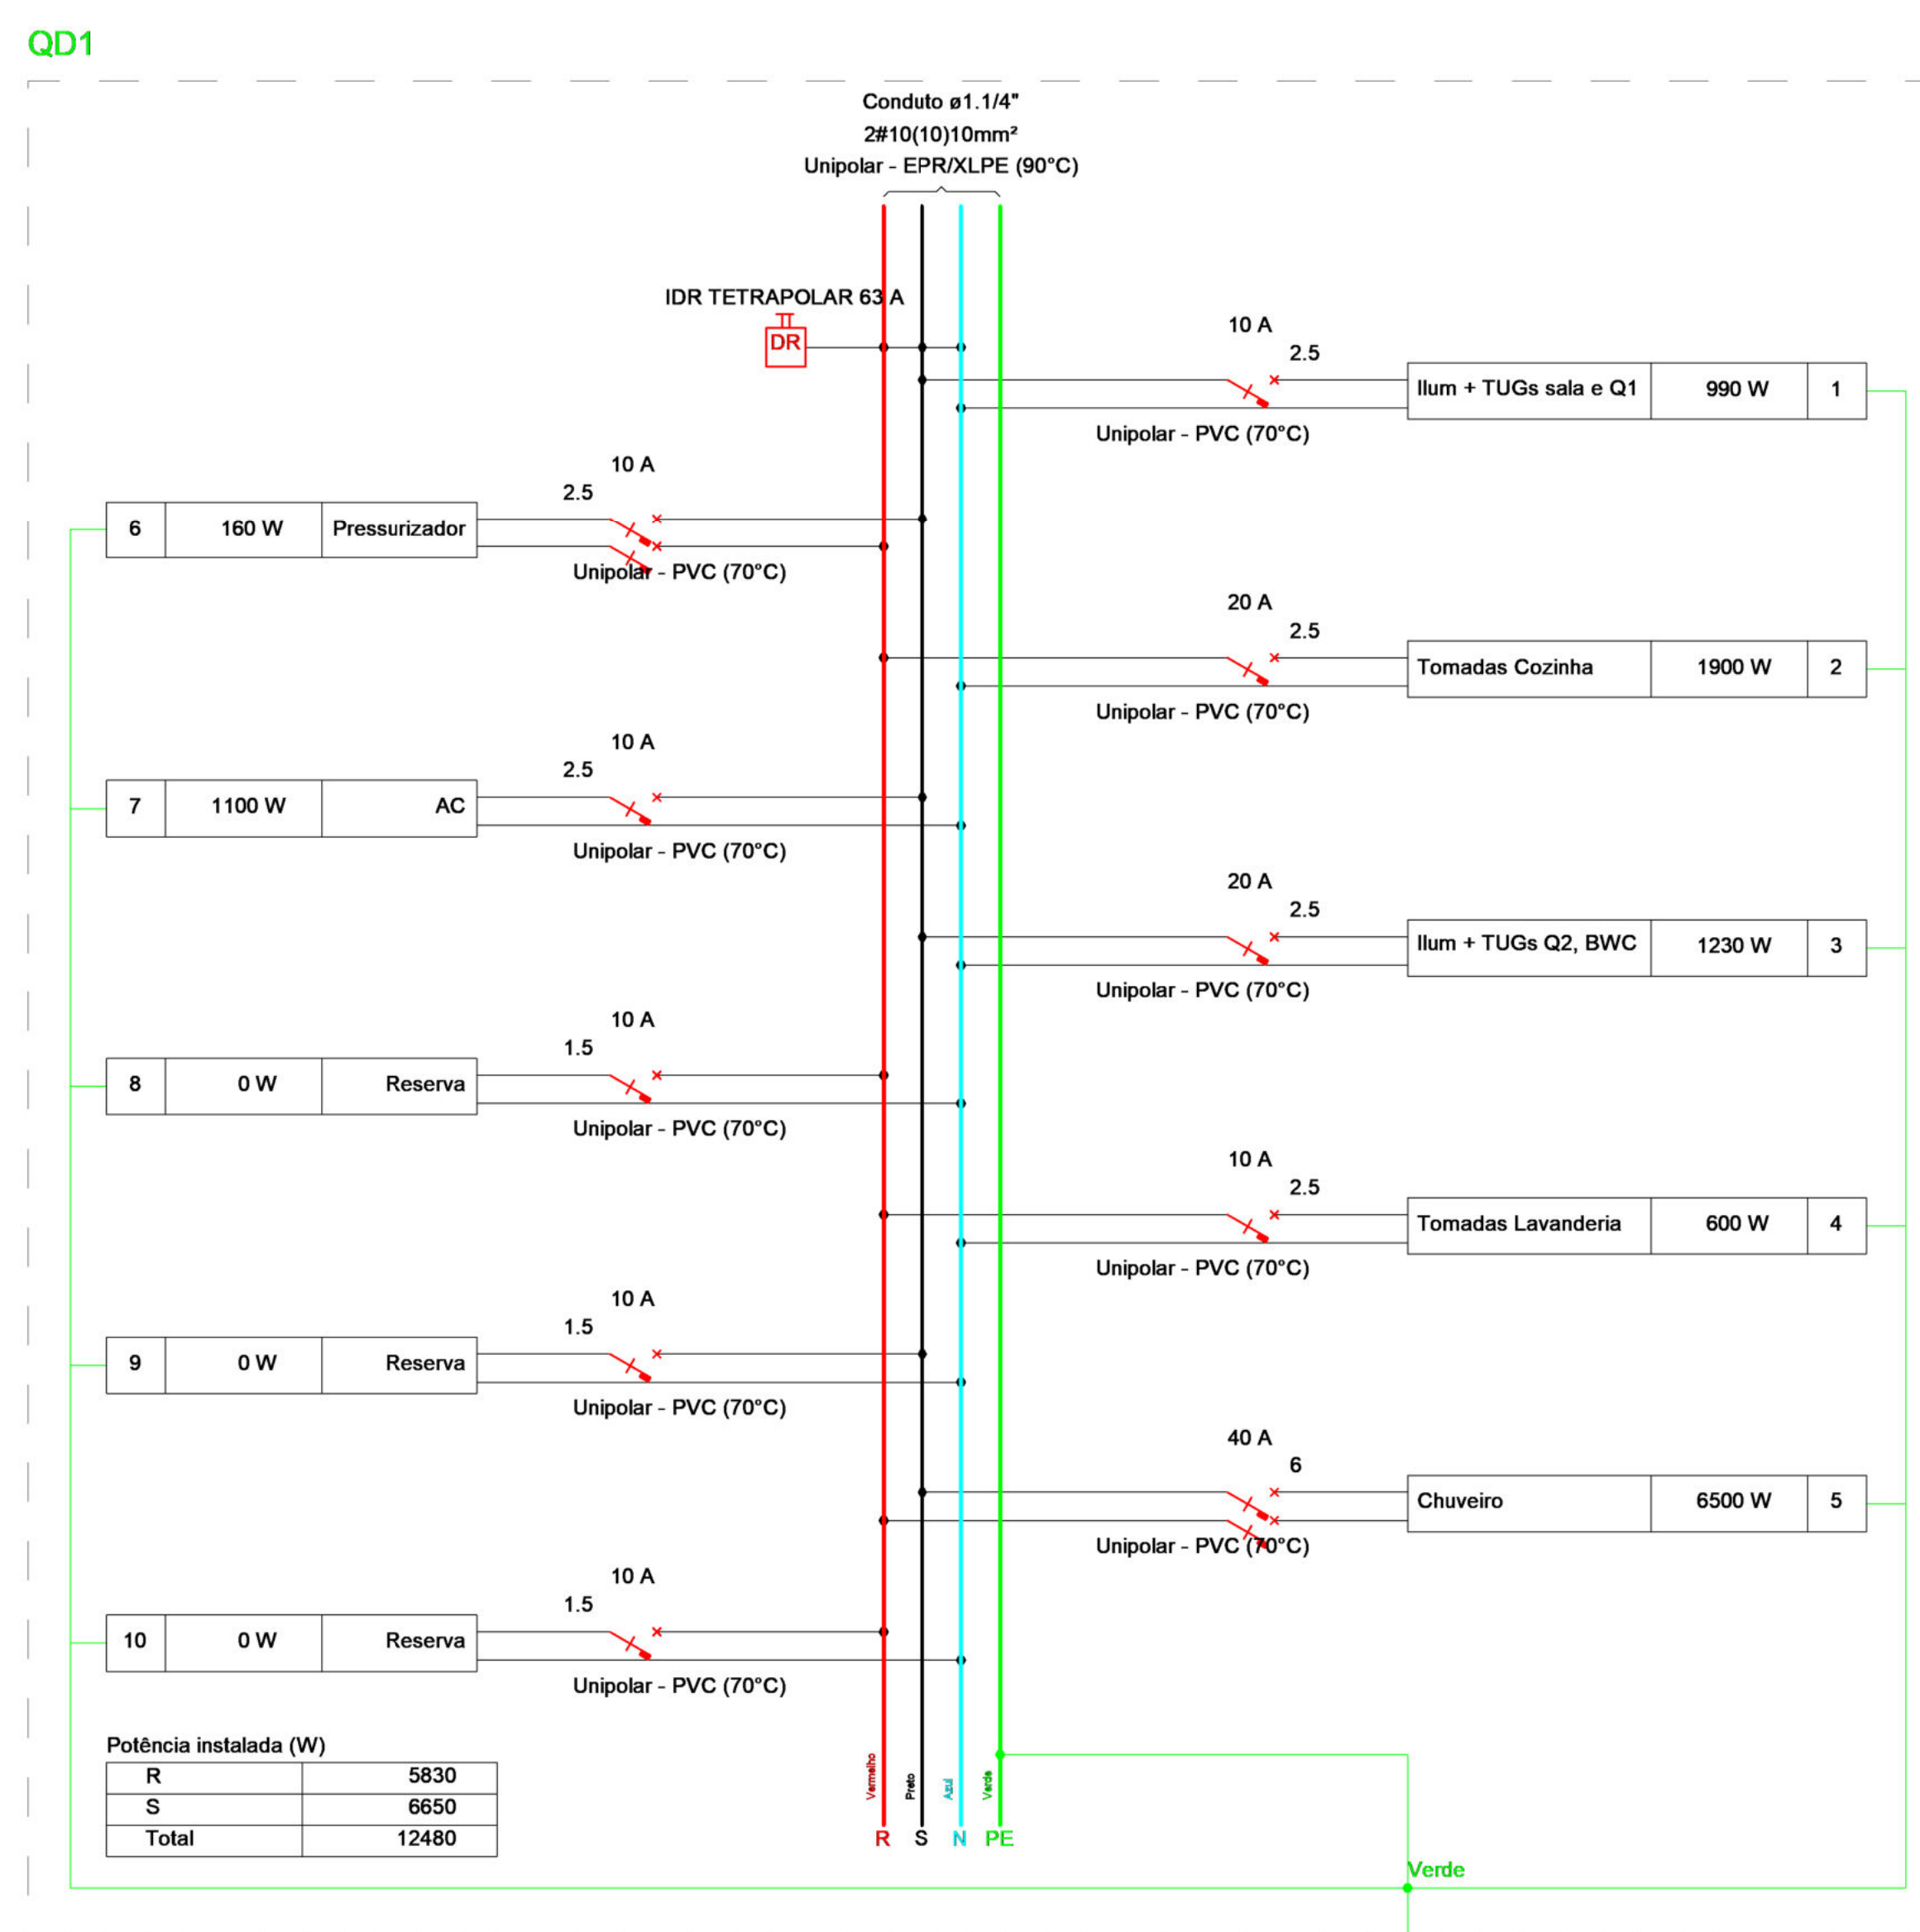 QD1
Conduto ø1.1/4"
2#10(10)10mm²
Unipolar - EPR/XLPE (90°C)
IDR TETRAPOLAR 63 A
DR
10 A
2.5
Ilum + TUGs sala e Q1 990 W 1
Unipolar - PVC (70°C)
10 A
2.5
6 160 W Pressurizador
Unipolar - PVC (70°C)
20 A
2.5
Tomadas Cozinha 1900 W 2
Unipolar - PVC (70°C)
10 A
2.5
7 1100 W AC
Unipolar - PVC (70°C)
20 A
2.5
Ilum + TUGs Q2, BWC 1230 W 3
Unipolar - PVC (70°C)
10 A
1.5
8 0 W Reserva
Unipolar - PVC (70°C)
10 A
2.5
Tomadas Lavanderia 600 W 4
Unipolar - PVC (70°C)
10 A
1.5
9 0 W Reserva
Unipolar - PVC (70°C)
40 A
6
Chuveiro 6500 W 5
Unipolar - PVC (70°C)
10 A
1.5
10 0 W Reserva
Unipolar - PVC (70°C)
Potência instalada (W)
R 5830
S 6650
Total 12480
Vermelho Preto Azul Verde
R S N PE
Verde